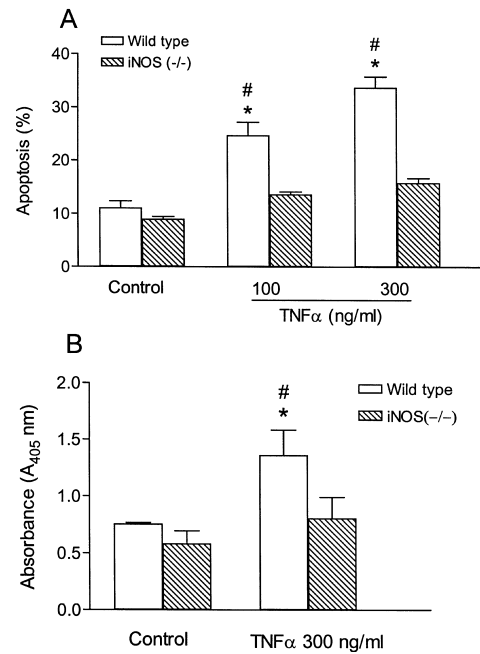 A
Wild type
iNOS (-/-)
Apoptosis (%)
50
40
30
20
10
0
#
*
#
*
Control
100
300
TNFα (ng/ml)
B
Wild type
iNOS(−/−)
Absorbance (A405 nm)
2.0
1.5
1.0
0.5
0.0
#
*
Control
TNFα 300 ng/ml